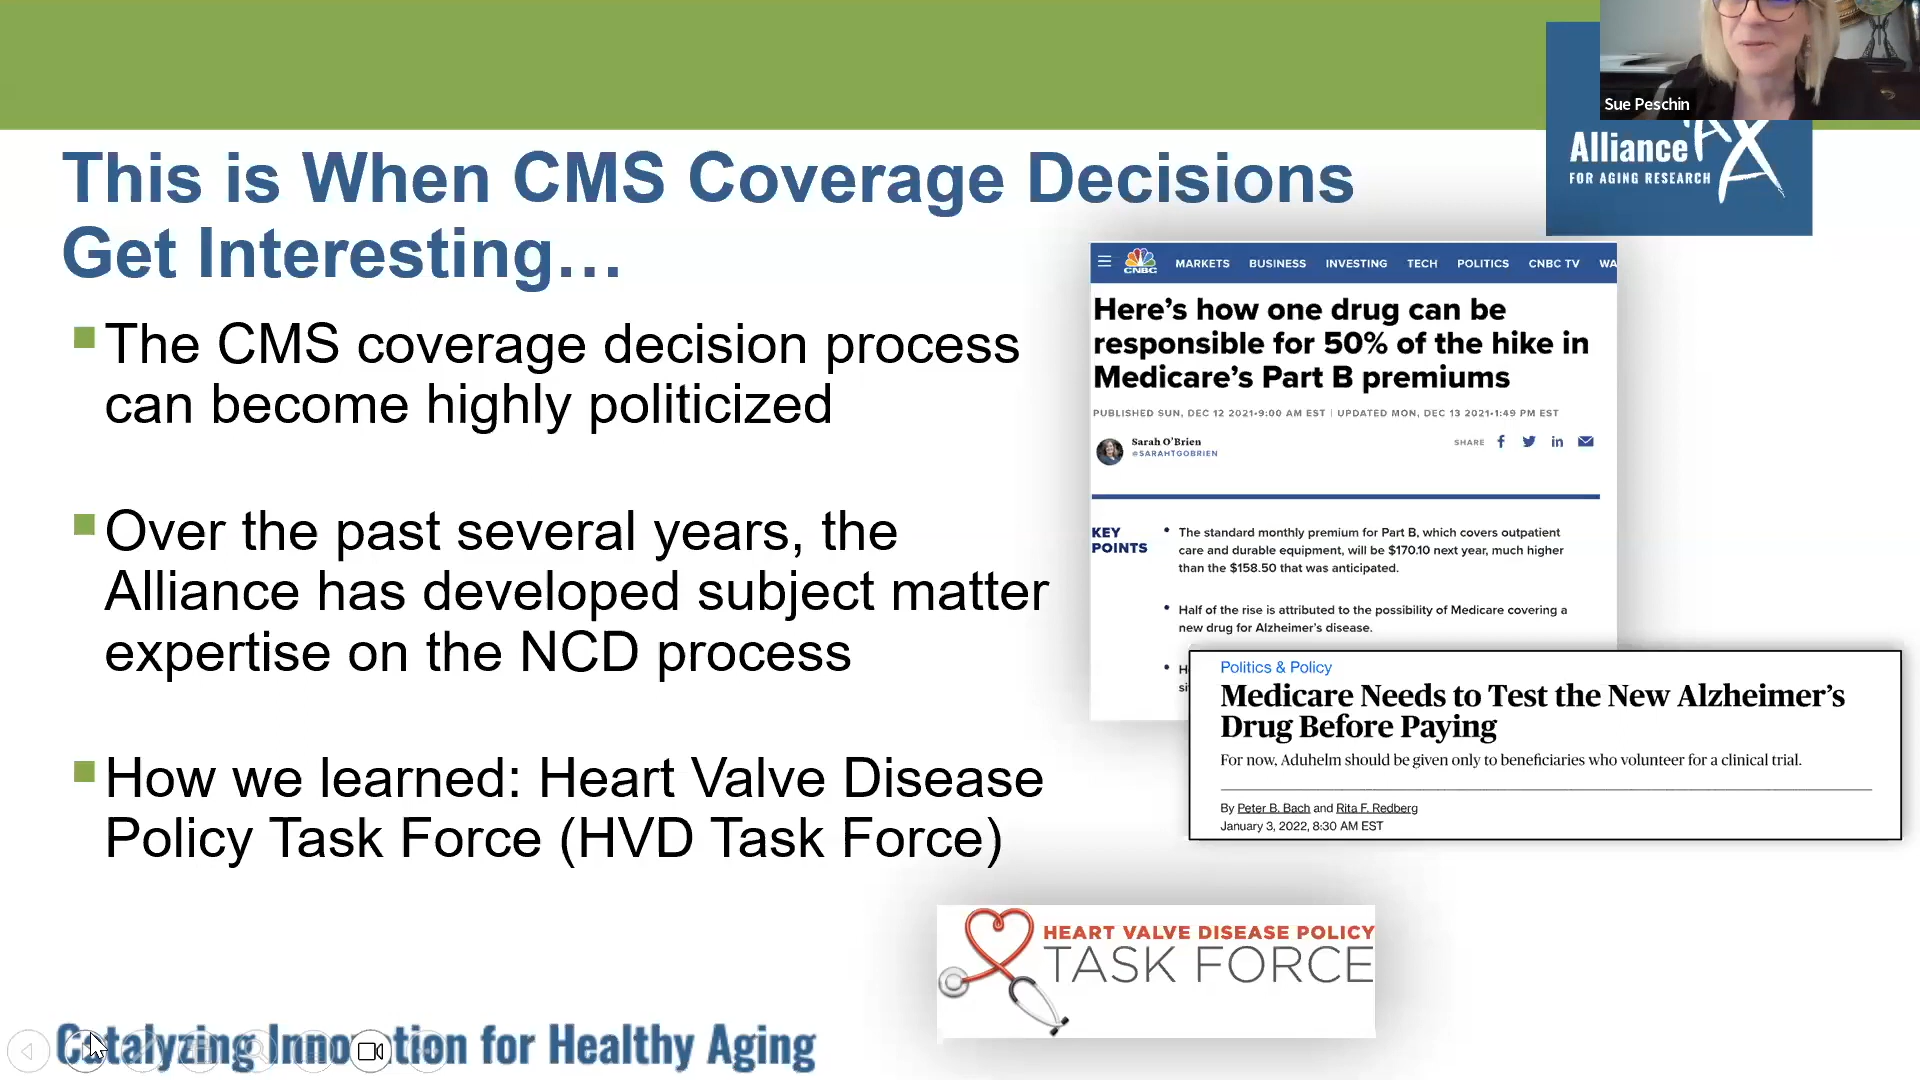 Sue Peschin
Alliance
FOR AGING RESEARCH
This is When CMS Coverage Decisions
Get Interesting…
The CMS coverage decision process
can become highly politicized
Over the past several years, the
Alliance has developed subject matter
expertise on the NCD process
How we learned: Heart Valve Disease
Policy Task Force (HVD Task Force)
CNBC MARKETS BUSINESS INVESTING TECH POLITICS CNBC TV WA
Here’s how one drug can be
responsible for 50% of the hike in
Medicare’s Part B premiums
PUBLISHED SUN, DEC 12 2021•9:00 AM EST | UPDATED MON, DEC 13 2021•1:49 PM EST
Sarah O’Brien
@SARAHTGOBRIEN
SHARE
KEY
POINTS
• The standard monthly premium for Part B, which covers outpatient
care and durable equipment, will be $170.10 next year, much higher
than the $158.50 that was anticipated.
• Half of the rise is attributed to the possibility of Medicare covering a
new drug for Alzheimer’s disease.
Politics & Policy
Medicare Needs to Test the New Alzheimer’s
Drug Before Paying
For now, Aduhelm should be given only to beneficiaries who volunteer for a clinical trial.
By Peter B. Bach and Rita F. Redberg
January 3, 2022, 8:30 AM EST
HEART VALVE DISEASE POLICY
TASK FORCE
Catalyzing Innovation for Healthy Aging